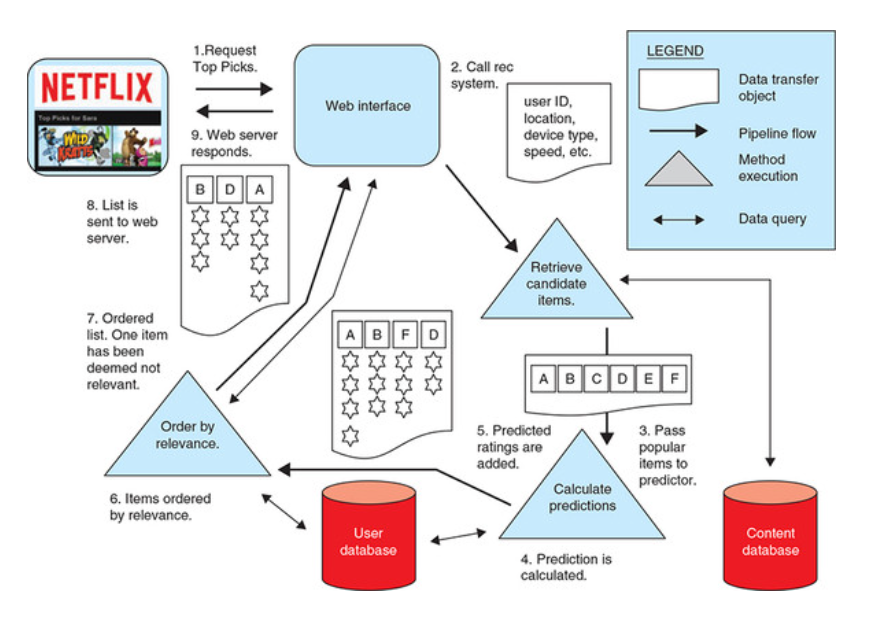 NETFLIX
Top Picks for Sara
WILD
KRATTS
1.Request
Top Picks.
9. Web server
responds.
Web interface
2. Call rec
system.
user ID,
location,
device type,
speed, etc.
LEGEND
Data transfer
object
Pipeline flow
Method
execution
Data query
8. List is
sent to web
server.
B D A
Retrieve
candidate
items.
7. Ordered
list. One item
has been
deemed not
relevant.
A B F D
A B C D E F
Order by
relevance.
5. Predicted
ratings are
added.
3. Pass
popular
items to
predictor.
Calculate
predictions
6. Items ordered
by relevance.
User
database
4. Prediction is
calculated.
Content
database